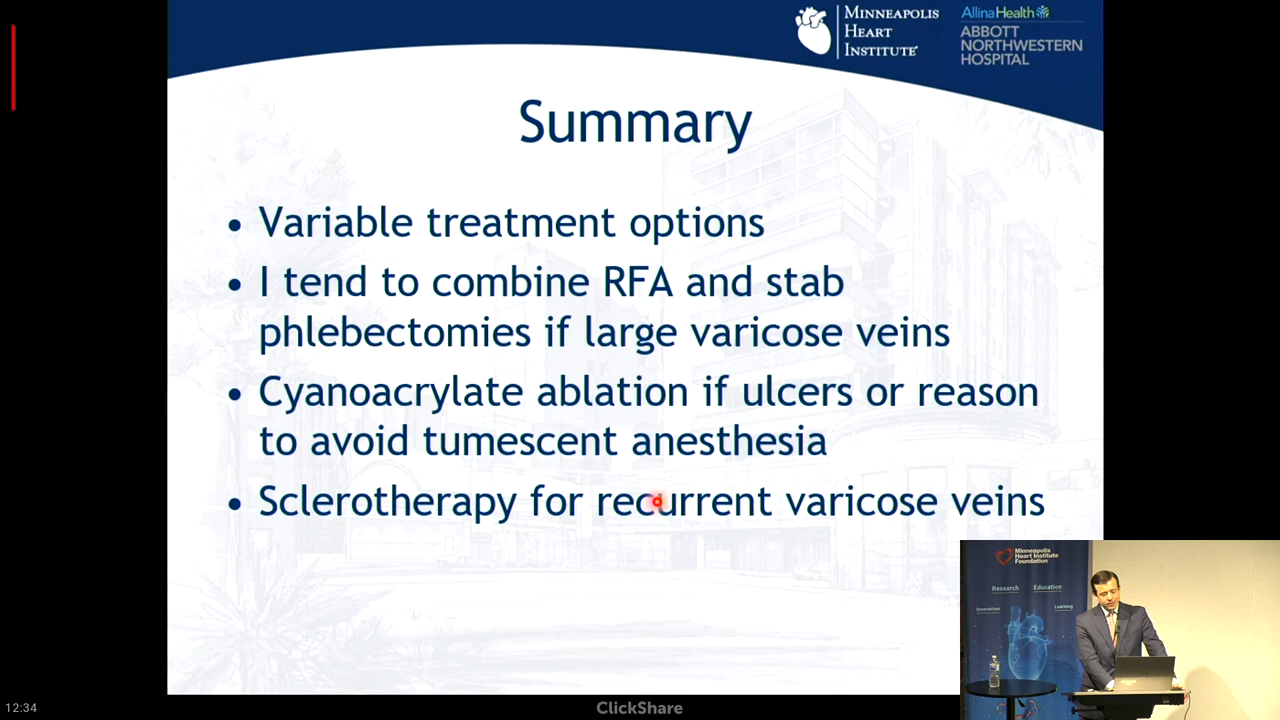 MINNEAPOLIS
HEART
INSTITUTE
AllinaHealth
ABBOTT
NORTHWESTERN
HOSPITAL
Summary
• Variable treatment options
• I tend to combine RFA and stab
phlebectomies if large varicose veins
• Cyanoacrylate ablation if ulcers or reason
to avoid tumescent anesthesia
• Sclerotherapy for recurrent varicose veins
Minneapolis
Heart Institute
Foundation
Research
Education
Innovation
Learning
12:34
ClickShare